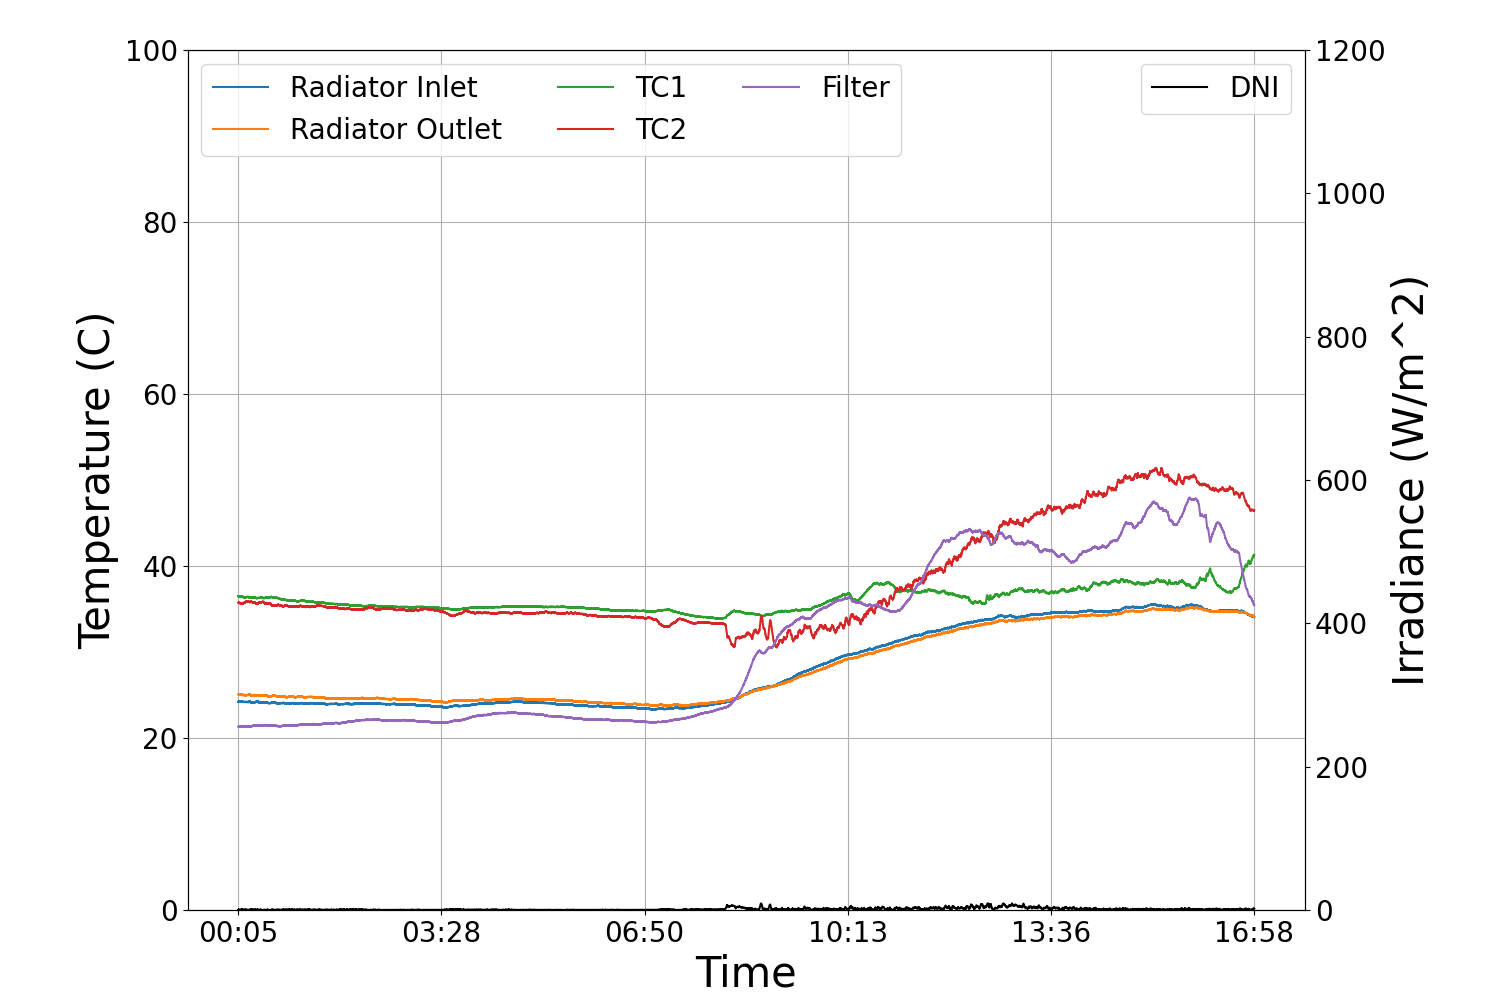 100
80
60
40
20
0
Temperature (C)
1200
1000
800
600
400
200
0
Irradiance (W/m^2)
Radiator Inlet
Radiator Outlet
TC1
TC2
Filter
DNI
00:05 03:28 06:50 10:13 13:36 16:58
Time